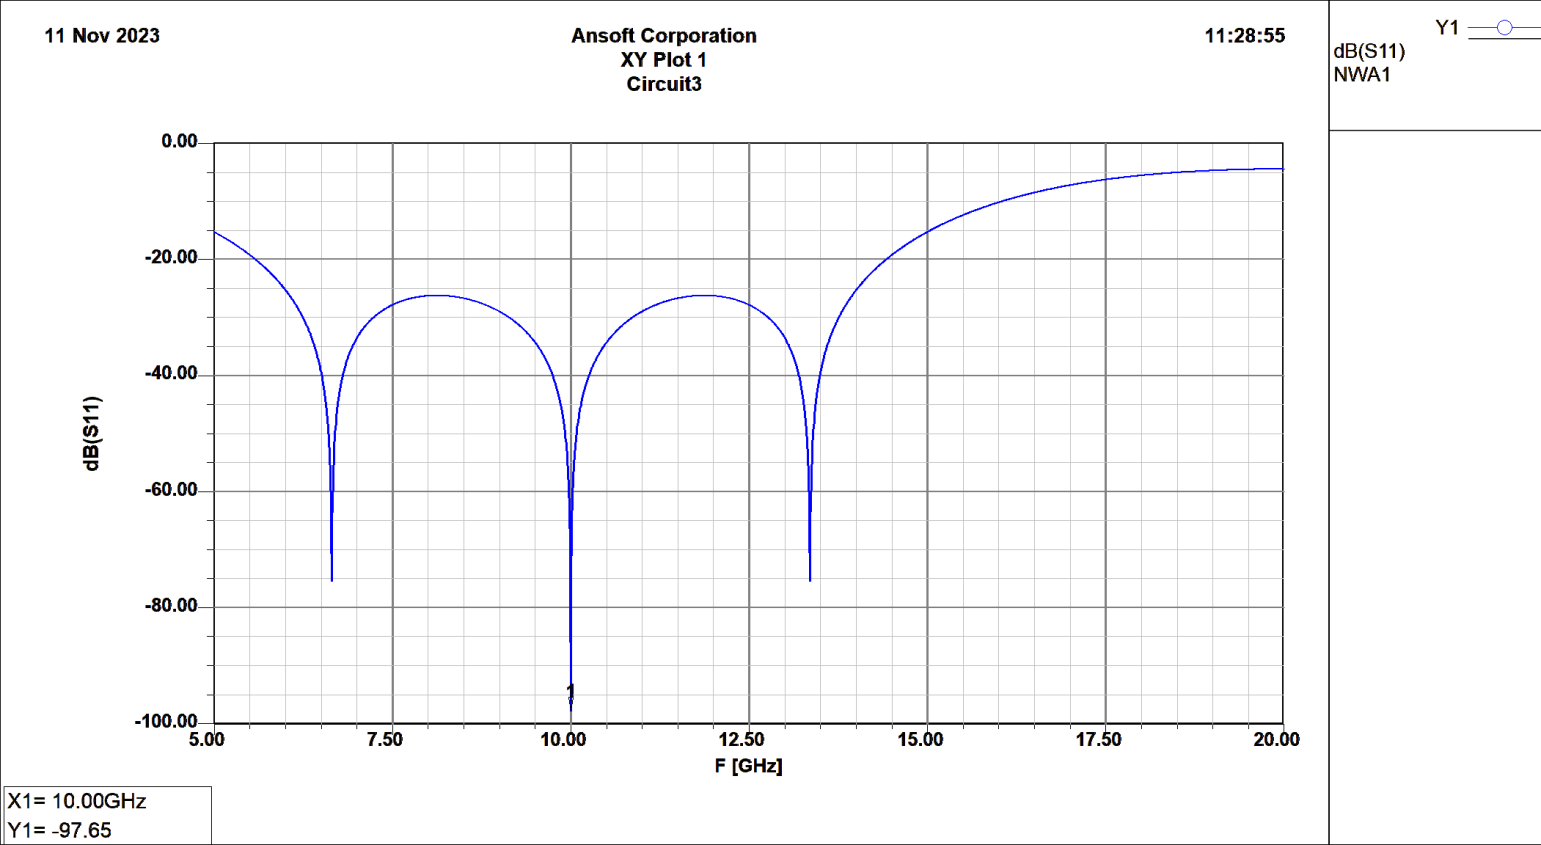 11 Nov 2023
Ansoft Corporation
11:28:55
XY Plot 1
Circuit3
Y1
dB(S11)
NWA1
0.00
-20.00
-40.00
-60.00
-80.00
-100.00
dB(S11)
1
5.00
7.50
10.00
12.50
15.00
17.50
20.00
F [GHz]
X1= 10.00GHz
Y1= -97.65